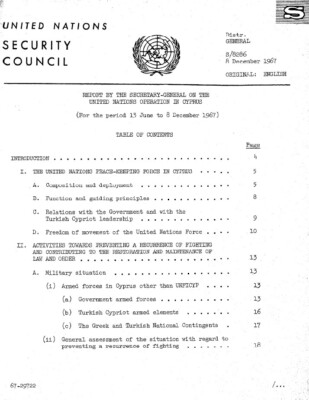 UNITED NATIONS
SECURITY
COUNCIL
S
Distr.
GENERAL
S/8286
8 December 1967
ORIGINAL: ENGLISH
REPORT BY THE SECRETARY-GENERAL ON THE
UNITED NATIONS OPERATION IN CYPRUS
(For the period 13 June to 8 December 1967)
TABLE OF CONTENTS
Page
INTRODUCTION . . . . . . . . . . . . . . . . . . . . . . . . . . . 4
I. THE UNITED NATIONS PEACE-KEEPING FORCE IN CYPRUS . . . . . 5
A. Composition and deployment . . . . . . . . . . . . . . 5
B. Function and guiding principles . . . . . . . . . . . . 8
C. Relations with the Government and with the
Turkish Cypriot leadership . . . . . . . . . . . . . . 9
D. Freedom of movement of the United Nations Force . . . . 10
II. ACTIVITIES TOWARDS PREVENTING A RECURRENCE OF FIGHTING
AND CONTRIBUTING TO THE RESTORATION AND MAINTENANCE OF
LAW AND ORDER . . . . . . . . . . . . . . . . . . . . . . 13
A. Military situation . . . . . . . . . . . . . . . . . . 13
(i) Armed forces in Cyprus other than UNFICYP . . . . 13
(a) Government armed forces . . . . . . . . . . . 13
(b) Turkish Cypriot armed elements . . . . . . . 16
(c) The Greek and Turkish National Contingents . 17
(ii) General assessment of the situation with regard to
preventing a recurrence of fighting . . . . . . . 18
67-29722
/...